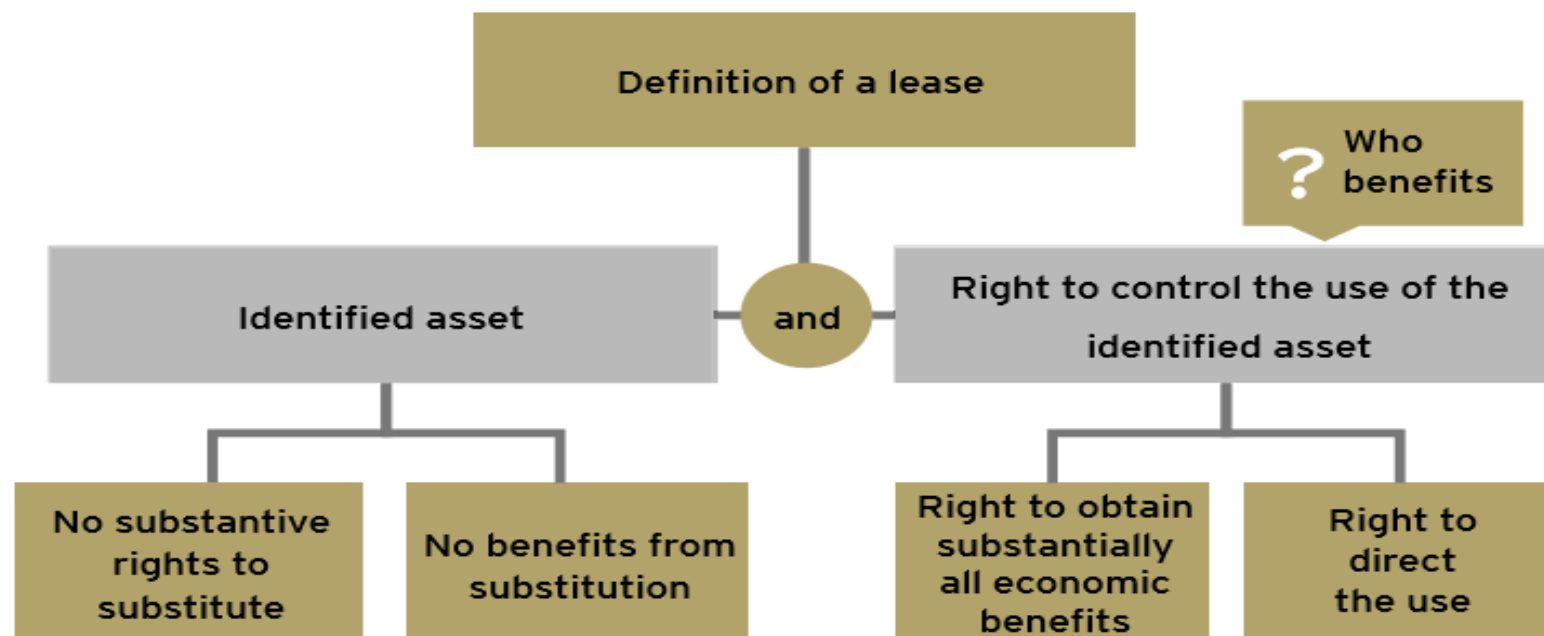 Definition of a lease
?
Who
benefits
Identified asset
and
Right to control the use of the
identified asset
No substantive
rights to
substitute
No benefits from
substitution
Right to obtain
substantially
all economic
benefits
Right to
direct
the use